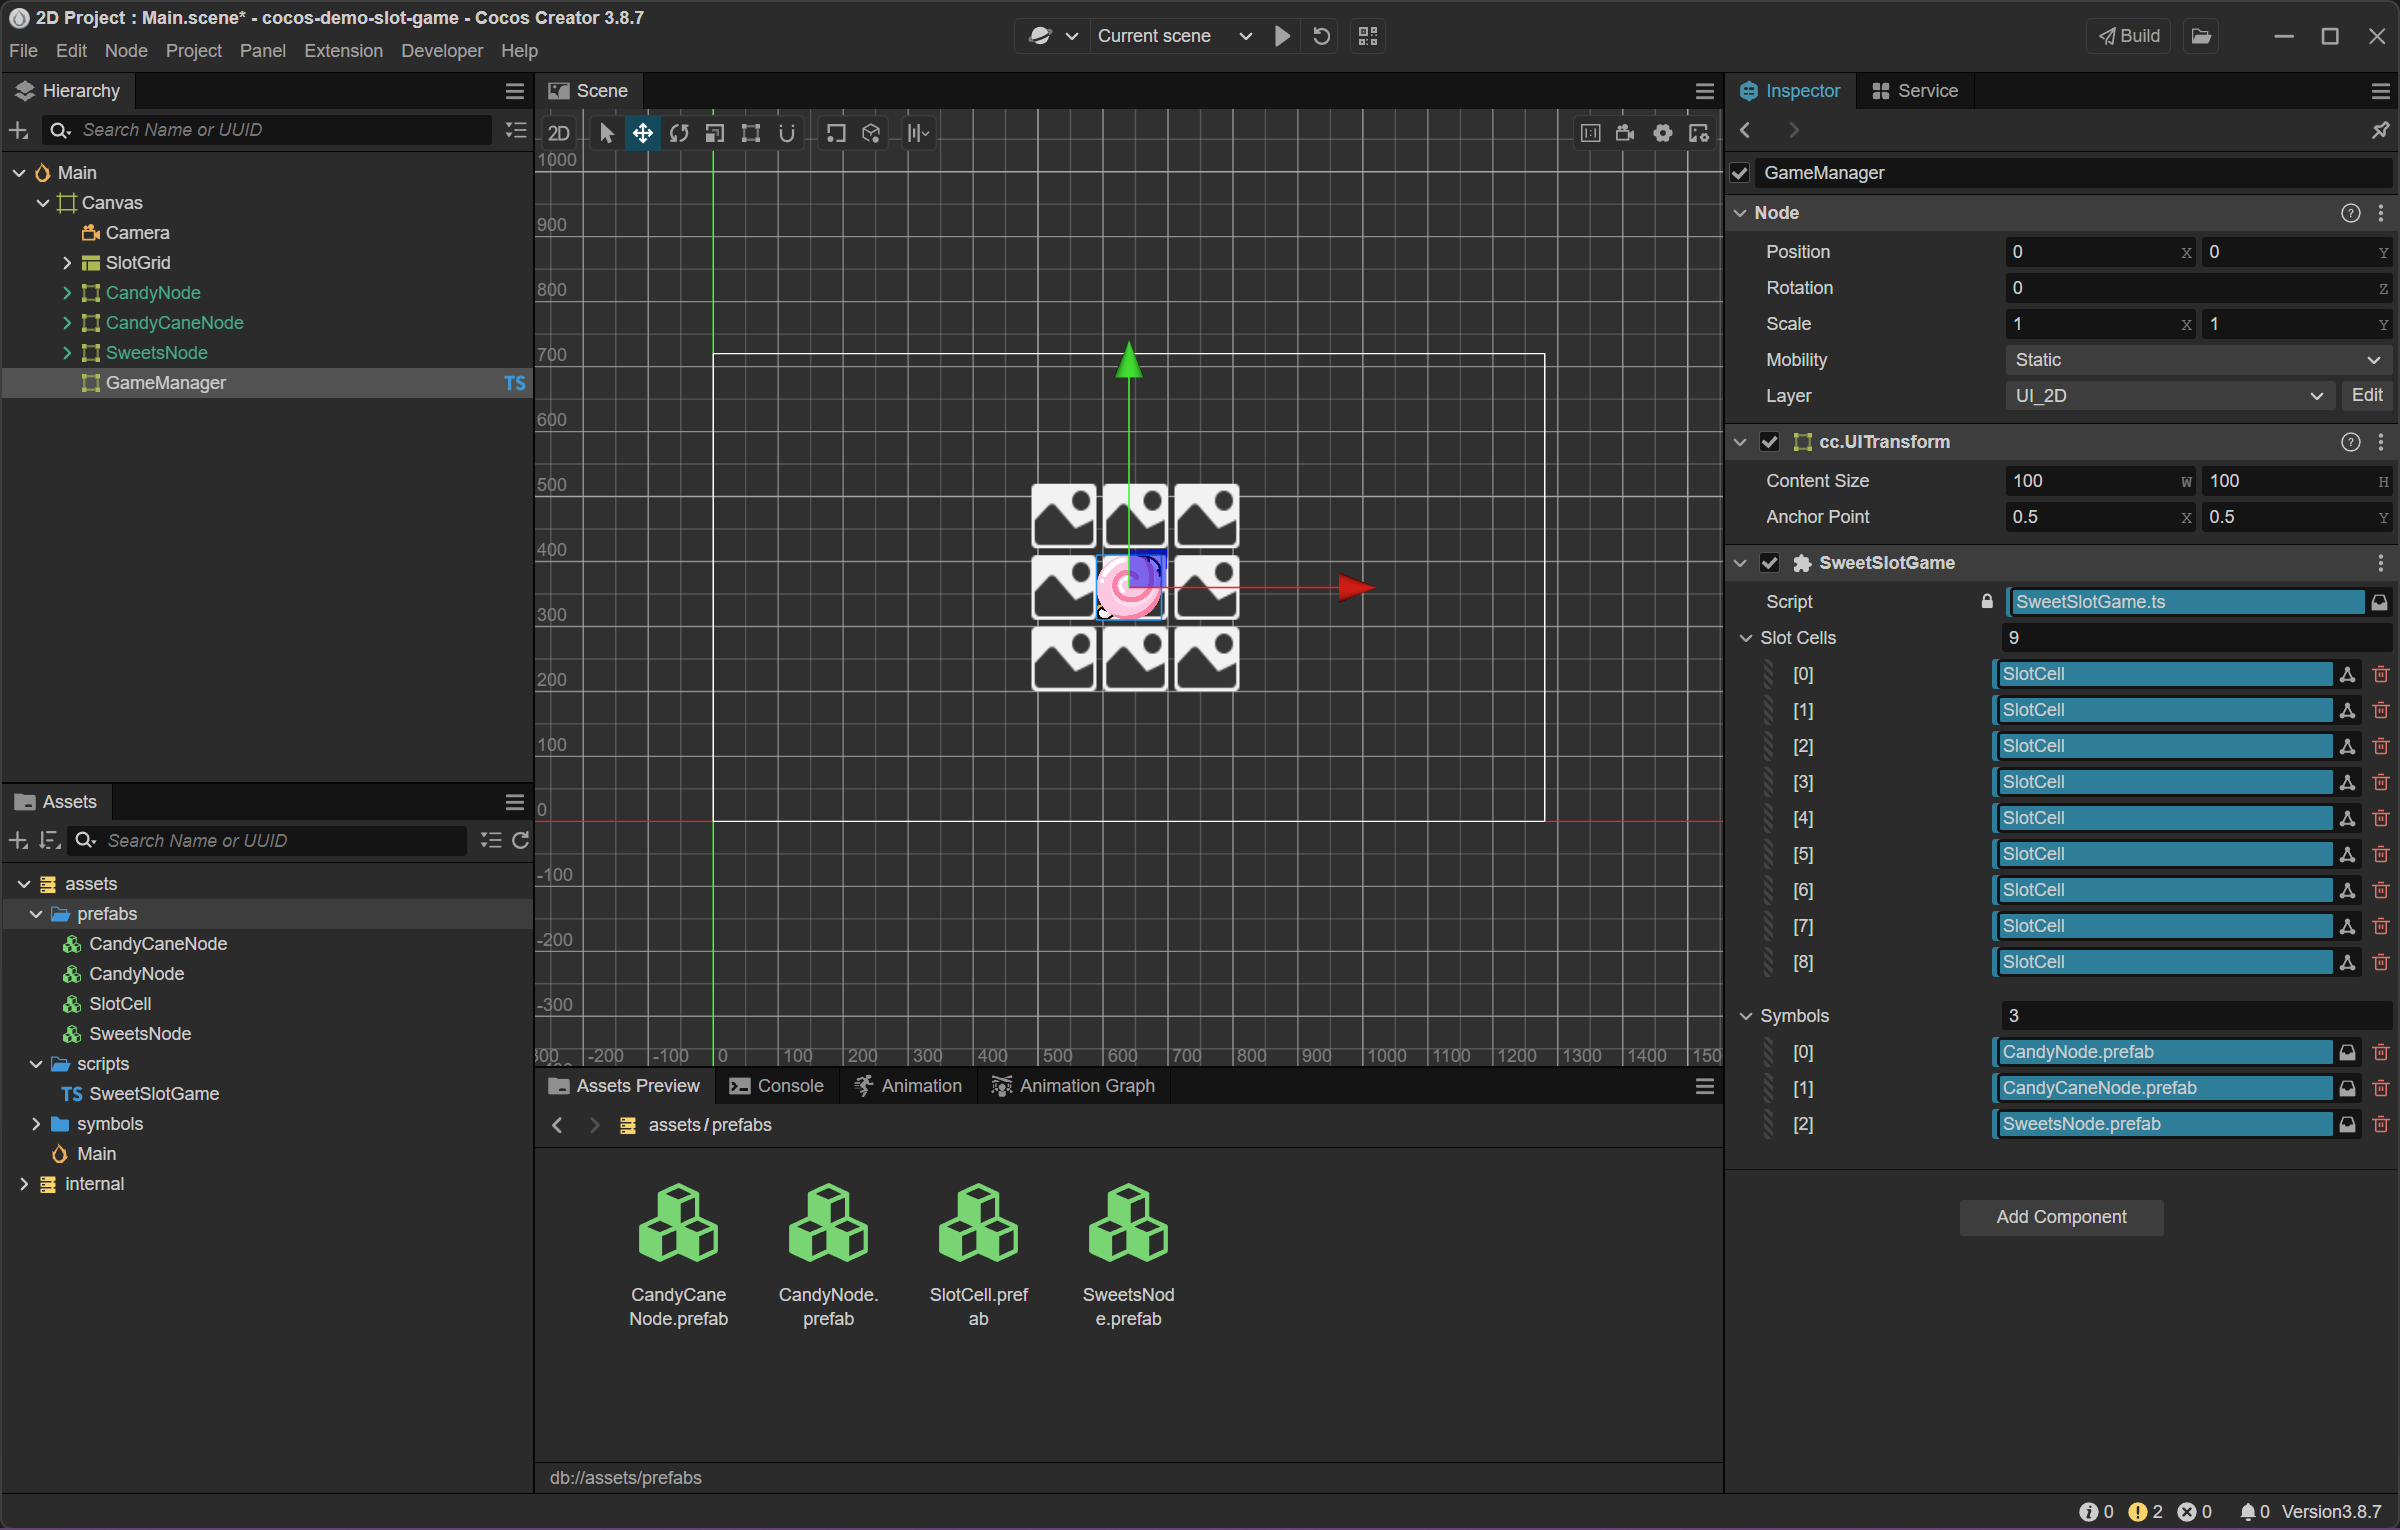 2D Project : Main.scene* - cocos-demo-slot-game - Cocos Creator 3.8.7
File Edit Node Project Panel Extension Developer Help
Current scene
Build
Hierarchy
Search Name or UUID
Main
Canvas
Camera
SlotGrid
CandyNode
CandyCaneNode
SweetsNode
GameManager TS
Assets
Search Name or UUID
assets
prefabs
CandyCaneNode
CandyNode
SlotCell
SweetsNode
scripts
TS SweetSlotGame
symbols
Main
internal
Scene
2D
1000
900
800
700
600
500
400
300
200
100
0
-100
-200
-300
-200 -100 0 100 200 300 400 500 600 700 800 900 1000 1100 1200 1300 1400 150
Assets Preview Console Animation Animation Graph
assets / prefabs
CandyCane
Node.prefab
CandyNode.
prefab
SlotCell.pref
ab
SweetsNod
e.prefab
db://assets/prefabs
Inspector Service
GameManager
Node
Position 0 X 0 Y
Rotation 0 Z
Scale 1 X 1 Y
Mobility Static
Layer UI_2D Edit
cc.UITransform
Content Size 100 W 100 H
Anchor Point 0.5 X 0.5 Y
SweetSlotGame
Script SweetSlotGame.ts
Slot Cells 9
[0] SlotCell
[1] SlotCell
[2] SlotCell
[3] SlotCell
[4] SlotCell
[5] SlotCell
[6] SlotCell
[7] SlotCell
[8] SlotCell
Symbols 3
[0] CandyNode.prefab
[1] CandyCaneNode.prefab
[2] SweetsNode.prefab
Add Component
0 2 0 0 Version3.8.7